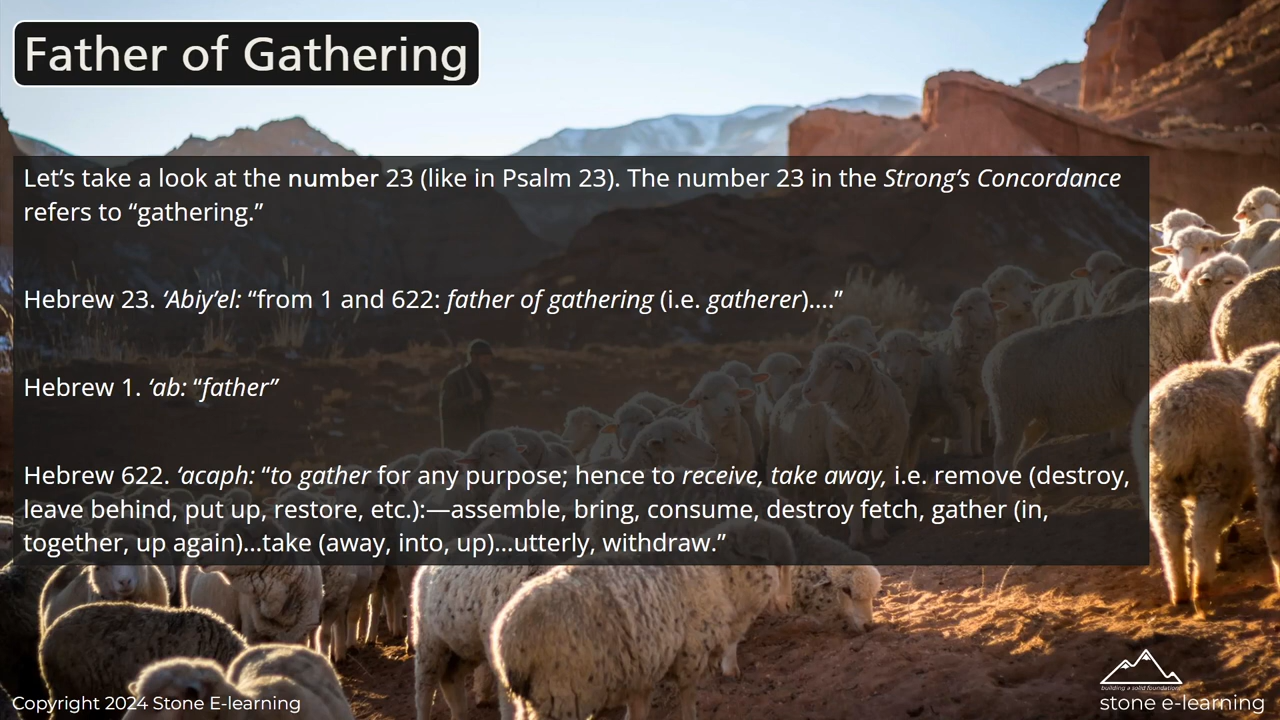 Father of Gathering
Let’s take a look at the number 23 (like in Psalm 23). The number 23 in the Strong’s Concordance
refers to “gathering.”
Hebrew 23. ’Abiy’el: “from 1 and 622: father of gathering (i.e. gatherer)....”
Hebrew 1. ’ab: “father”
Hebrew 622. ’acaph: “to gather for any purpose; hence to receive, take away, i.e. remove (destroy,
leave behind, put up, restore, etc.):—assemble, bring, consume, destroy fetch, gather (in,
together, up again)...take (away, into, up)...utterly, withdraw.”
Copyright 2024 Stone E-learning
building a solid foundation
stone e-learning